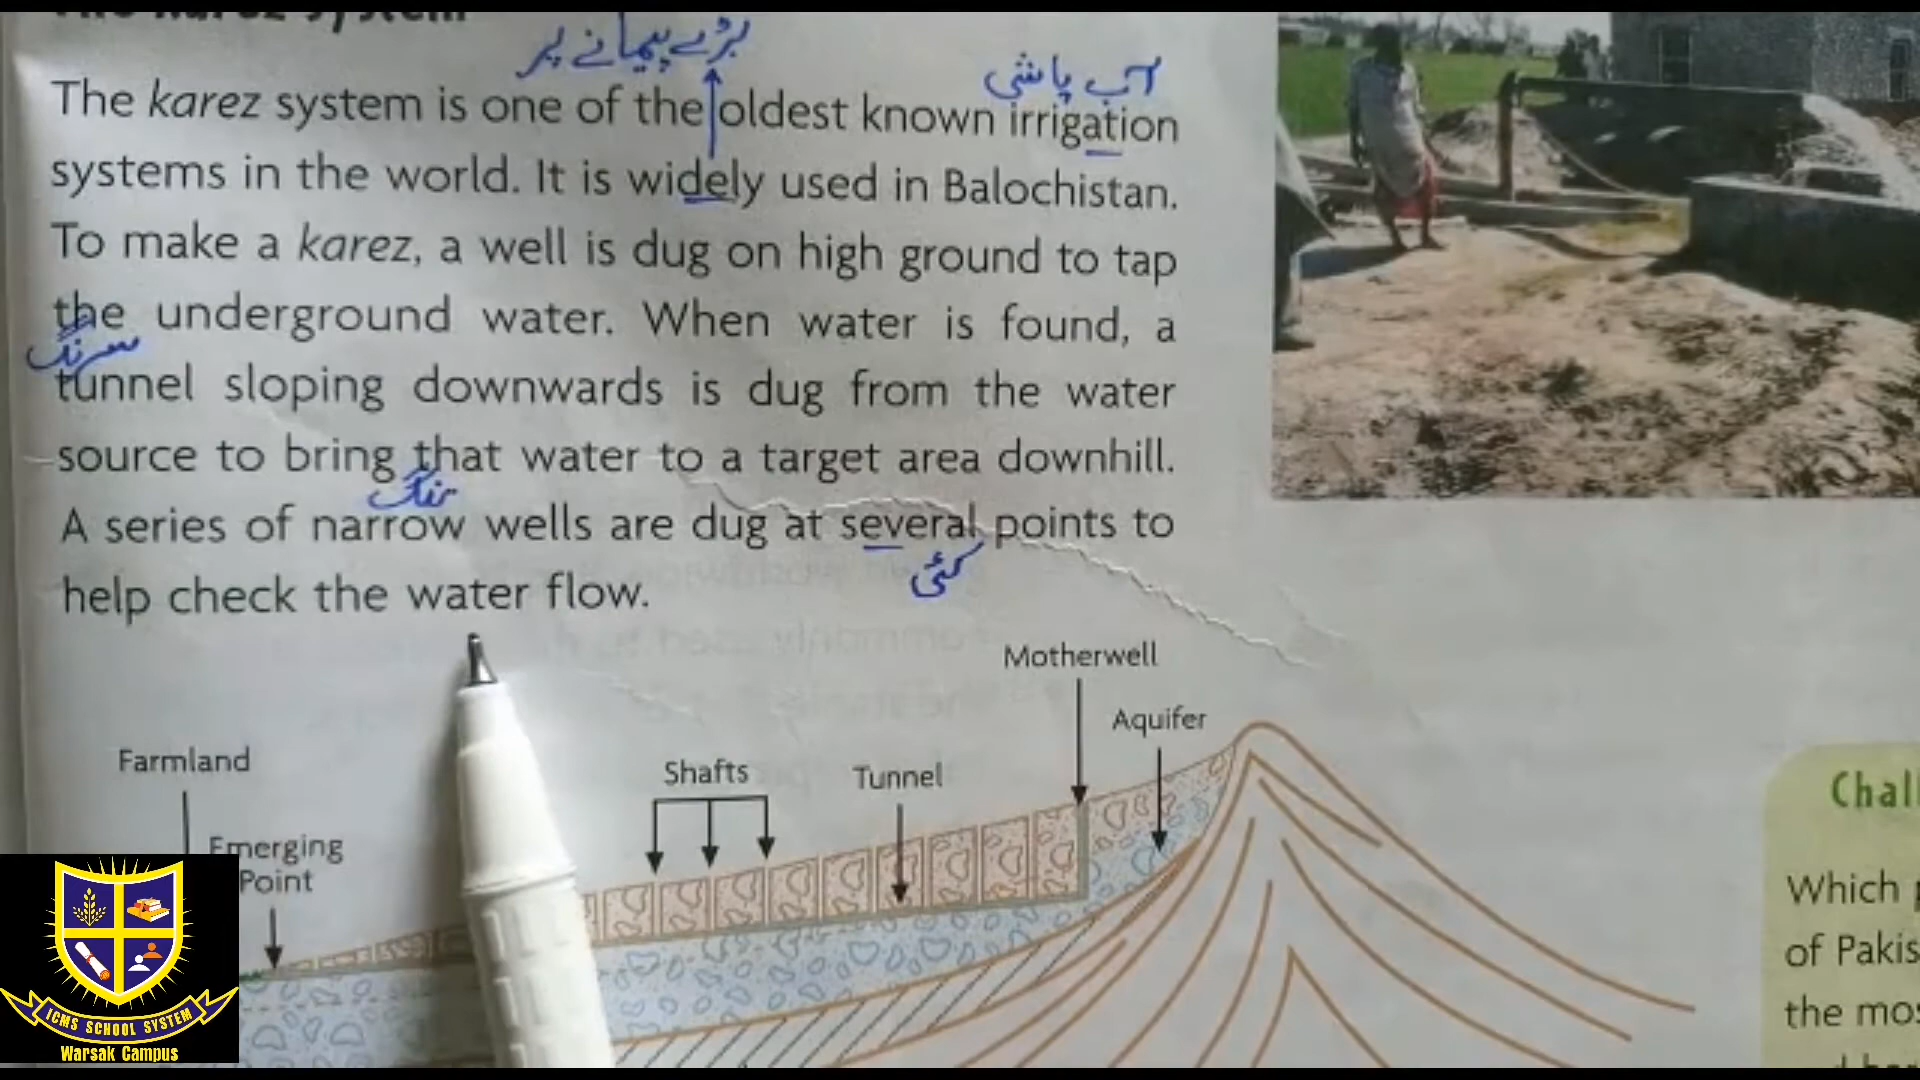 The karez system
بڑے پیمانے پر
آب پاشی
The karez system is one of the oldest known irrigation
systems in the world. It is widely used in Balochistan.
To make a karez, a well is dug on high ground to tap
the underground water. When water is found, a
سرنگ
tunnel sloping downwards is dug from the water
source to bring that water to a target area downhill.
تنگ
A series of narrow wells are dug at several points to
کئی
help check the water flow.
Motherwell
Aquifer
Farmland
Shafts
Tunnel
Emerging
Point
Which
of Pakis
the mos
ICMS SCHOOL SYSTEM
Warsak Campus